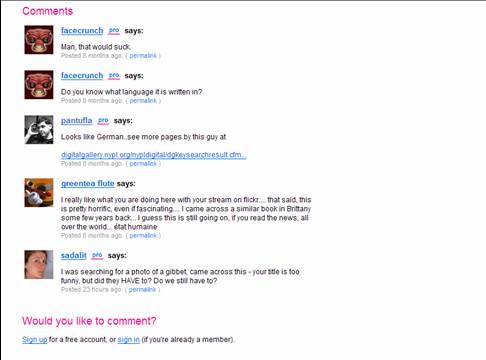 Comments
facecrunch pro says:
Man, that would suck.
Posted 8 months ago. ( permalink )
facecrunch pro says:
Do you know what language it is written in?
Posted 8 months ago. ( permalink )
pantufla pro says:
Looks like German..see more pages by this guy at
digitalgallery.nypl.org/nypldigital/dgkeysearchresult.cfm...
Posted 8 months ago. ( permalink )
greentea flute says:
I really like what you are doing here with your stream on flickr.... that said, this
is pretty horrific, even if fascinating.... I came across a similar book in Brittany
some few years back... I guess this is still going on, if you read the news, all
over the world... état humaine
Posted 8 months ago. ( permalink )
sadalit pro says:
I was searching for a photo of a gibbet, came across this - your title is too
funny, but did they HAVE to? Do we still have to?
Posted 23 hours ago. ( permalink )
Would you like to comment?
Sign up for a free account, or sign in (if you're already a member).